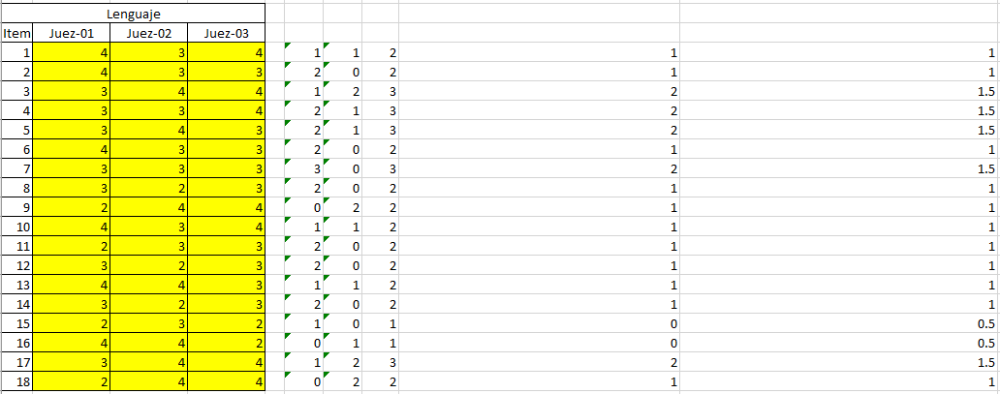 Lenguaje
Item Juez-01 Juez-02 Juez-03
1 4 3 4 1 1 2 1 1
2 4 3 3 2 0 2 1 1
3 3 4 4 1 2 3 2 1.5
4 3 3 4 2 1 3 2 1.5
5 3 4 3 2 1 3 2 1.5
6 4 3 3 2 0 2 1 1
7 3 3 3 3 0 3 2 1.5
8 3 2 3 2 0 2 1 1
9 2 4 4 0 2 2 1 1
10 4 3 4 1 1 2 1 1
11 2 3 3 2 0 2 1 1
12 3 2 3 2 0 2 1 1
13 4 4 3 1 1 2 1 1
14 3 2 3 2 0 2 1 1
15 2 3 2 1 0 1 0 0.5
16 4 4 2 0 1 1 0 0.5
17 3 4 4 1 2 3 2 1.5
18 2 4 4 0 2 2 1 1